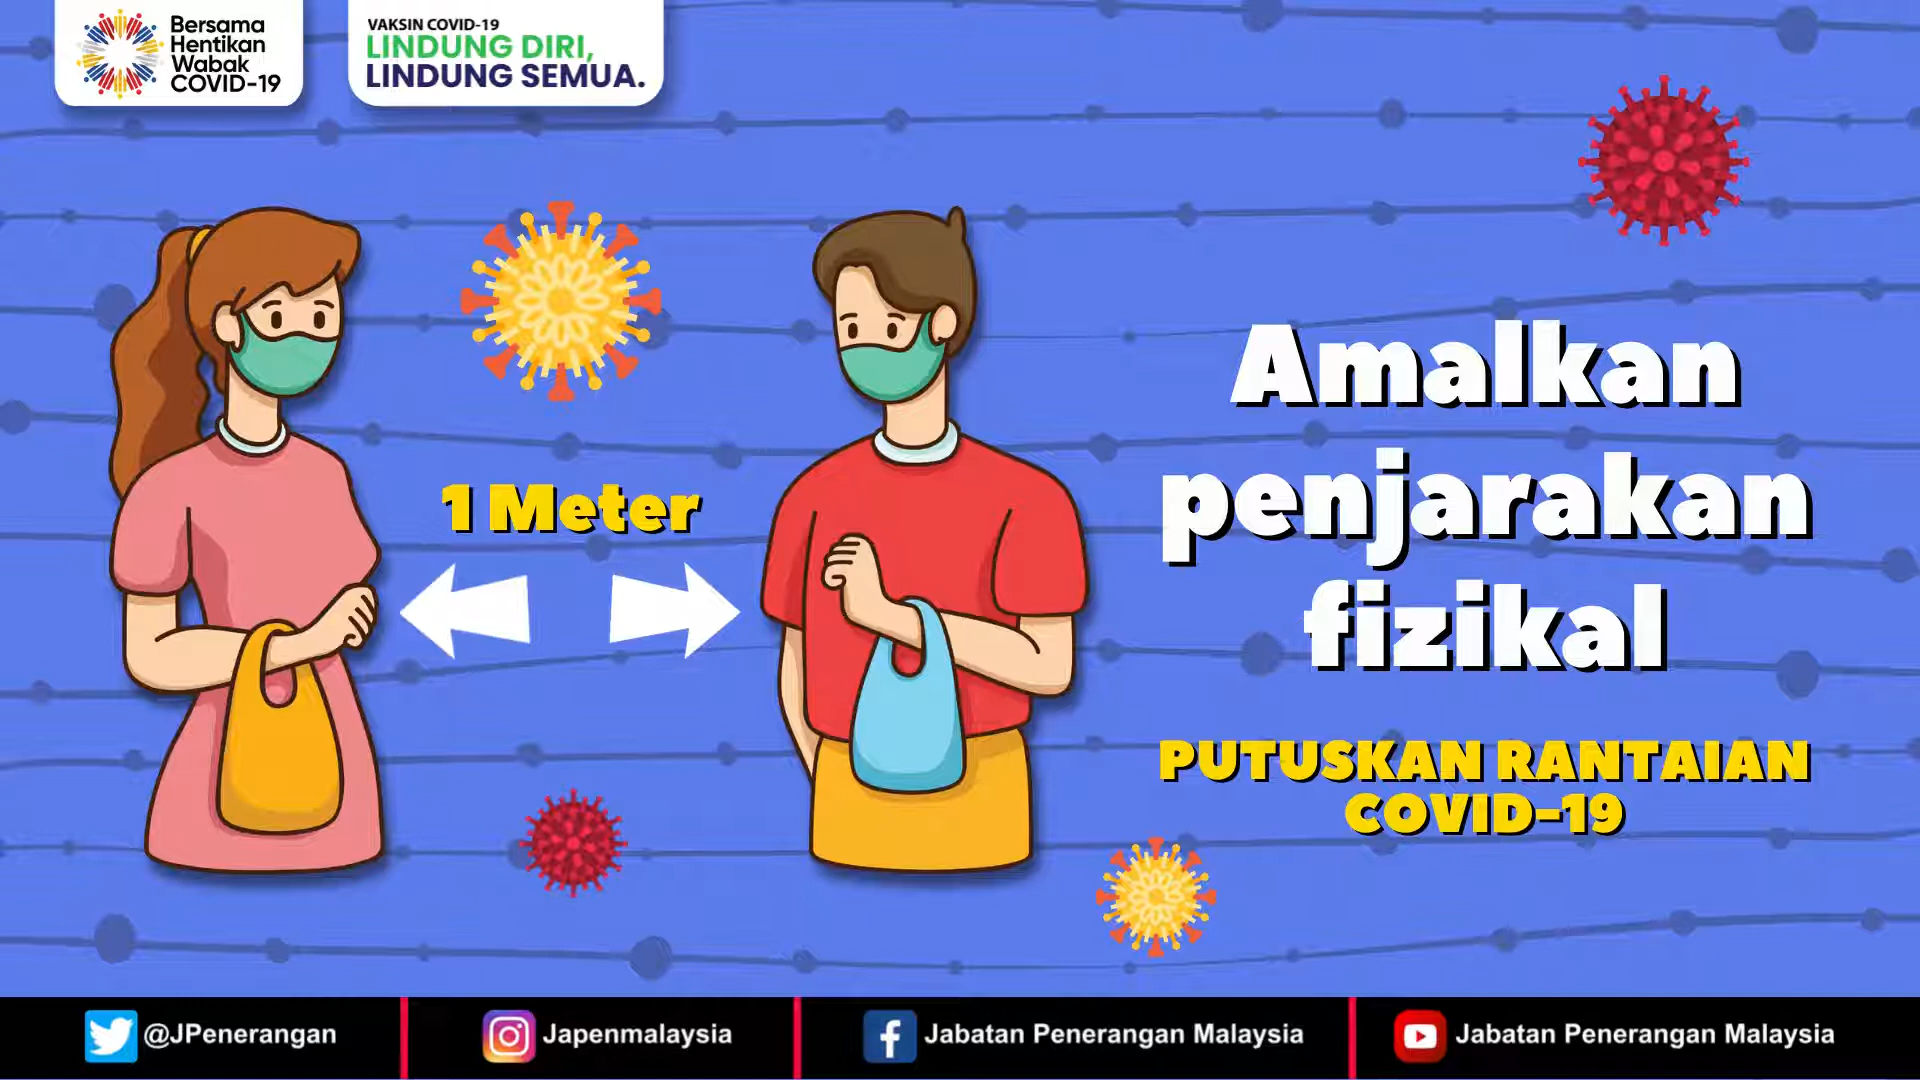 Bersama
Hentikan
Wabak
COVID-19
VAKSIN COVID-19
LINDUNG DIRI,
LINDUNG SEMUA.
1 Meter
Amalkan
penjarakan
fizikal
PUTUSKAN RANTAIAN
COVID-19
@JPenerangan
Japenmalaysia
Jabatan Penerangan Malaysia
Jabatan Penerangan Malaysia